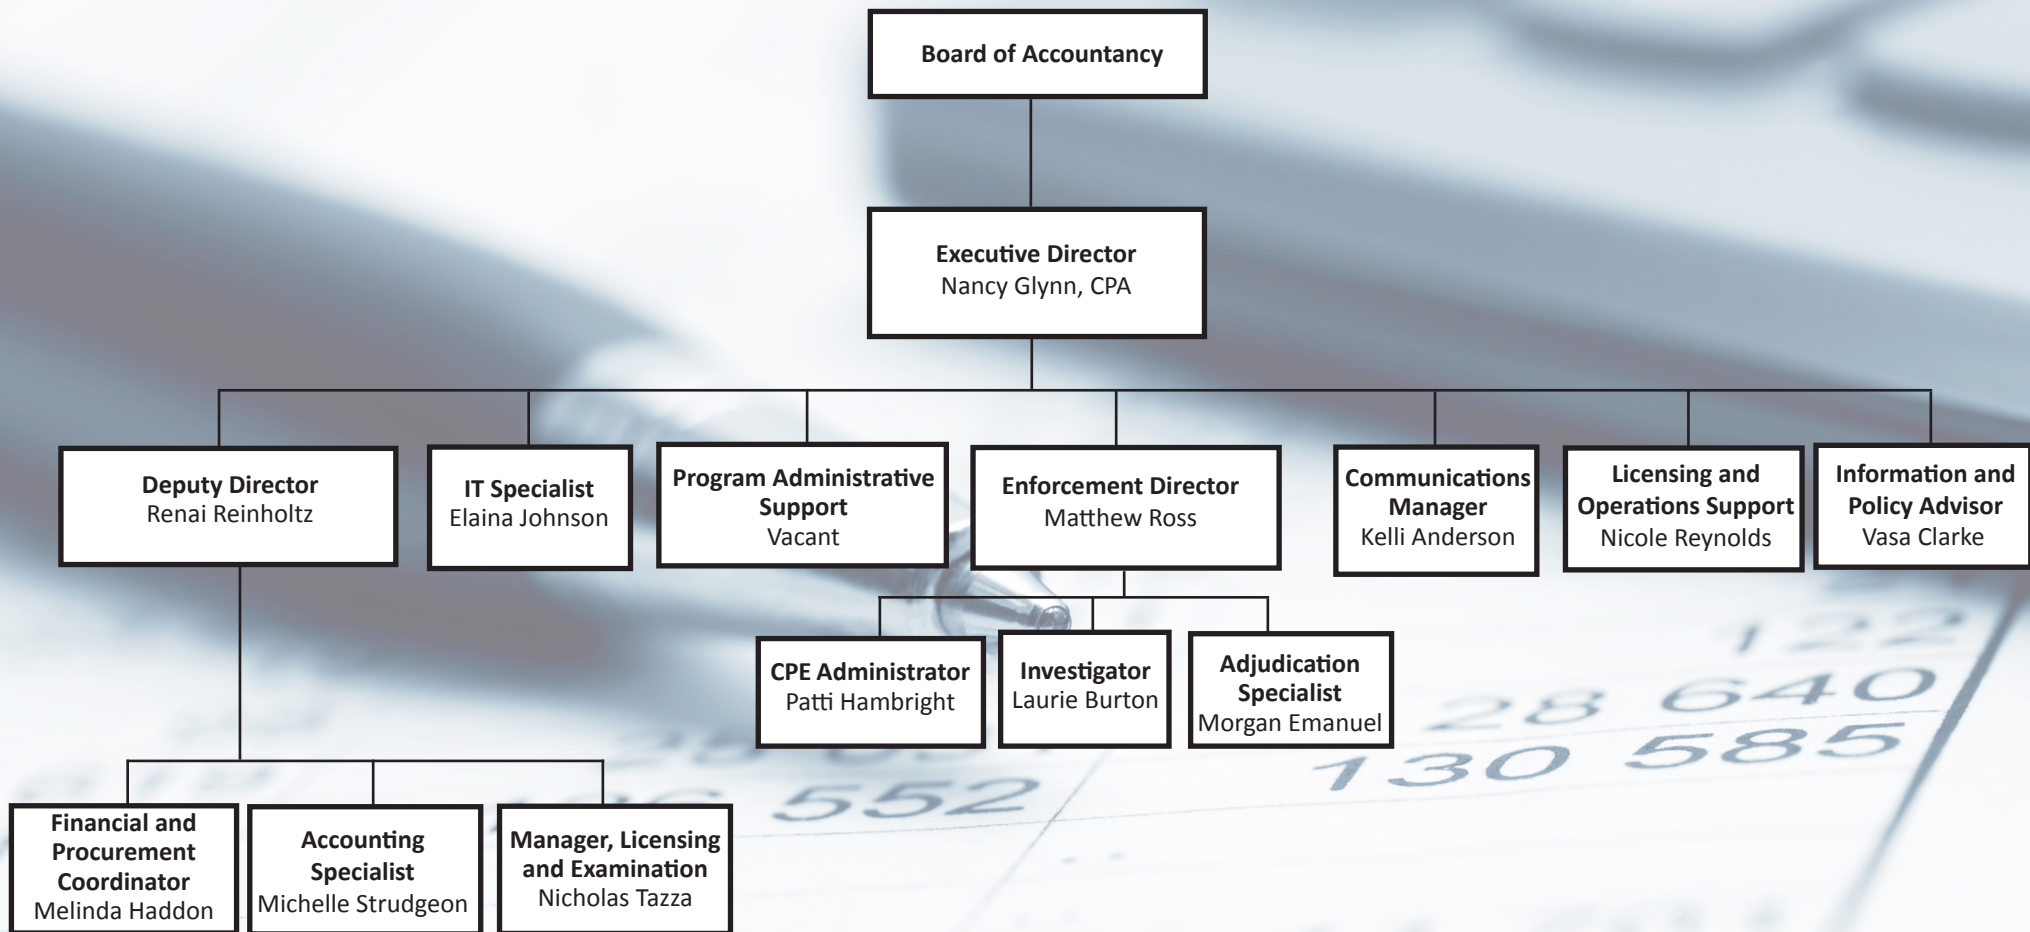 Board of Accountancy
Executive Director
Nancy Glynn, CPA
Deputy Director
Renai Reinholtz
IT Specialist
Elaina Johnson
Program Administrative
Support
Vacant
Enforcement Director
Matthew Ross
Communications
Manager
Kelli Anderson
Licensing and
Operations Support
Nicole Reynolds
Information and
Policy Advisor
Vasa Clarke
CPE Administrator
Patti Hambright
Investigator
Laurie Burton
Adjudication
Specialist
Morgan Emanuel
Financial and
Procurement
Coordinator
Melinda Haddon
Accounting
Specialist
Michelle Strudgeon
Manager, Licensing
and Examination
Nicholas Tazza
122
28 640
130 585
552